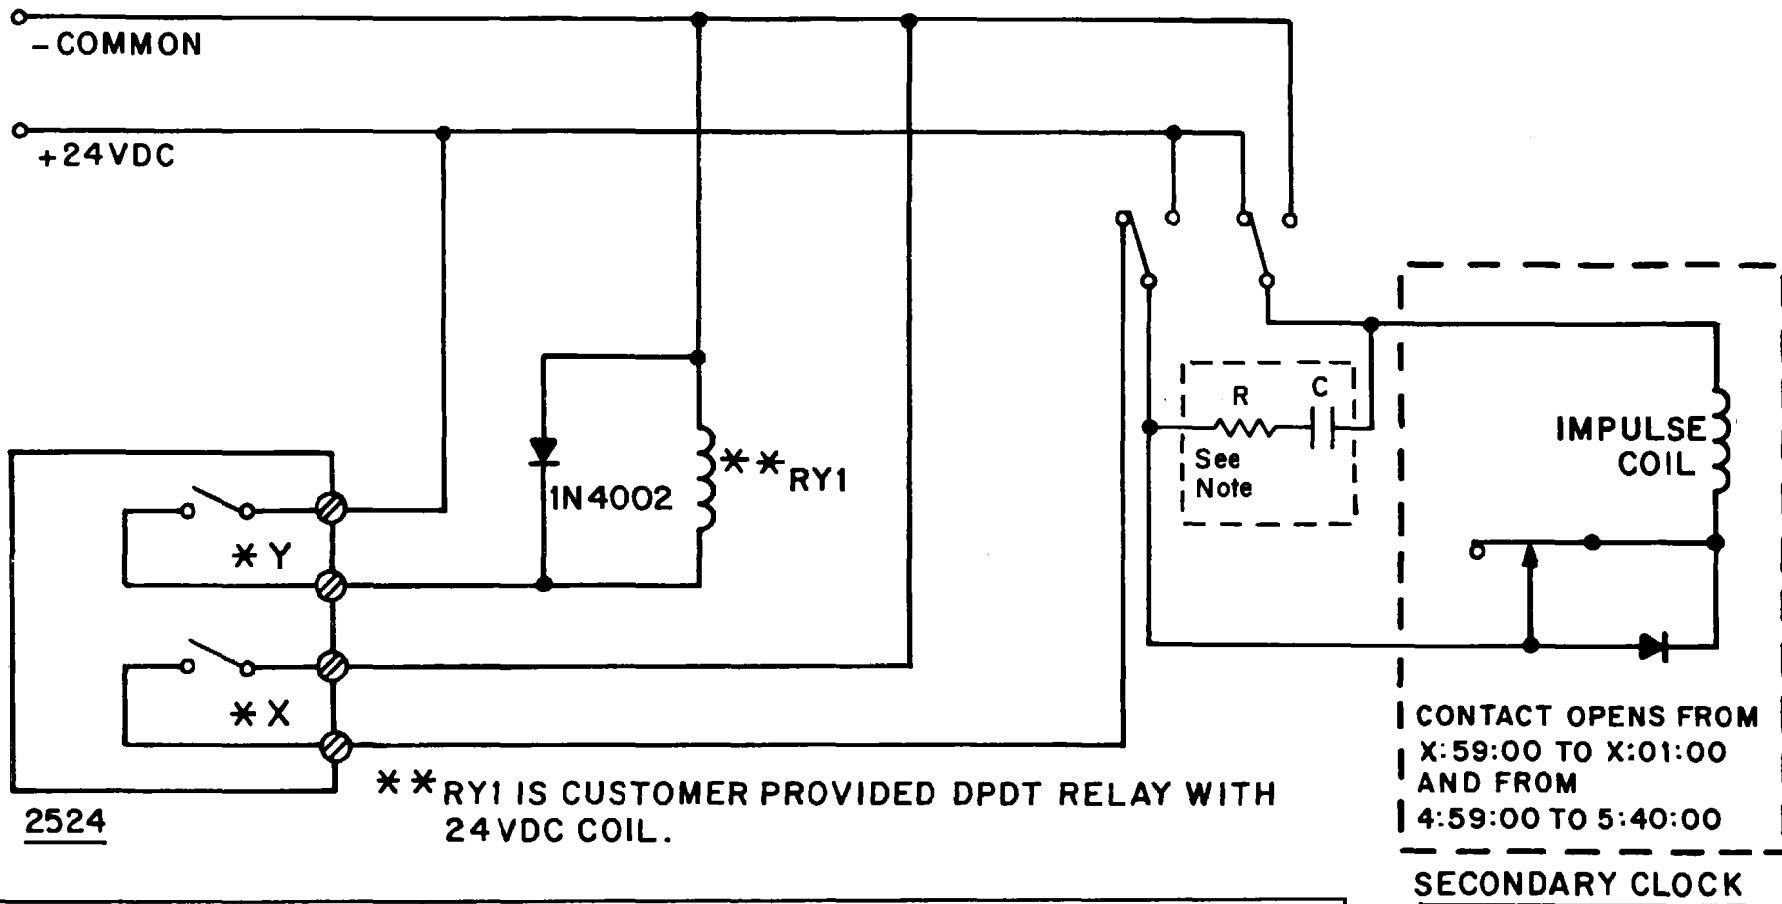 –COMMON
+24VDC
R
C
See
Note
IMPULSE
COIL
**RY1
1N4002
*Y
*X
**RY1 IS CUSTOMER PROVIDED DPDT RELAY WITH
24VDC COIL.
2524
CONTACT OPENS FROM
X:59:00 TO X:01:00
AND FROM
4:59:00 TO 5:40:00
SECONDARY CLOCK